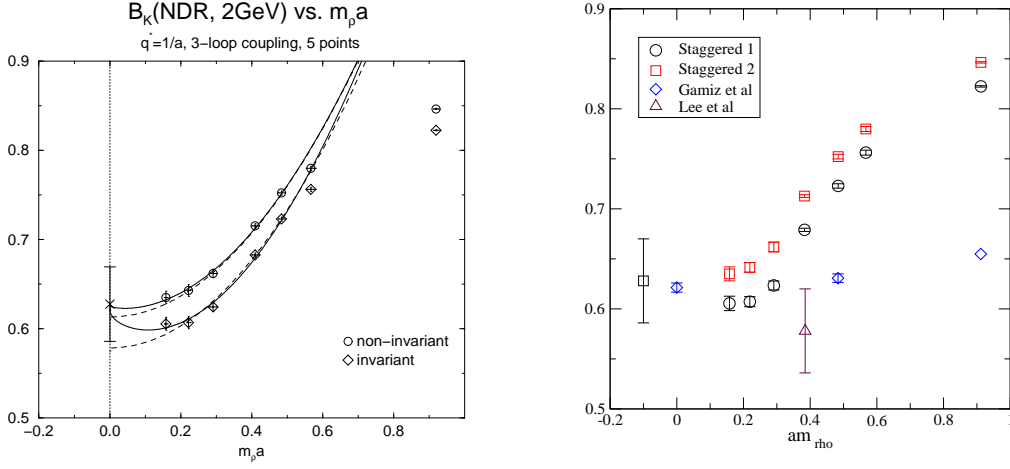 B_K(NDR, 2GeV) vs. m_ρa
q*=1/a, 3−loop coupling, 5 points
0.9
0.8
0.7
0.6
0.5
−0.2
0.0
0.2
0.4
0.6
0.8
m_ρa
non−invariant
invariant
0.9
0.8
0.7
0.6
0.5
-0.2
0
0.2
0.4
0.6
0.8
1
am_rho
Staggered 1
Staggered 2
Gamiz et al
Lee et al